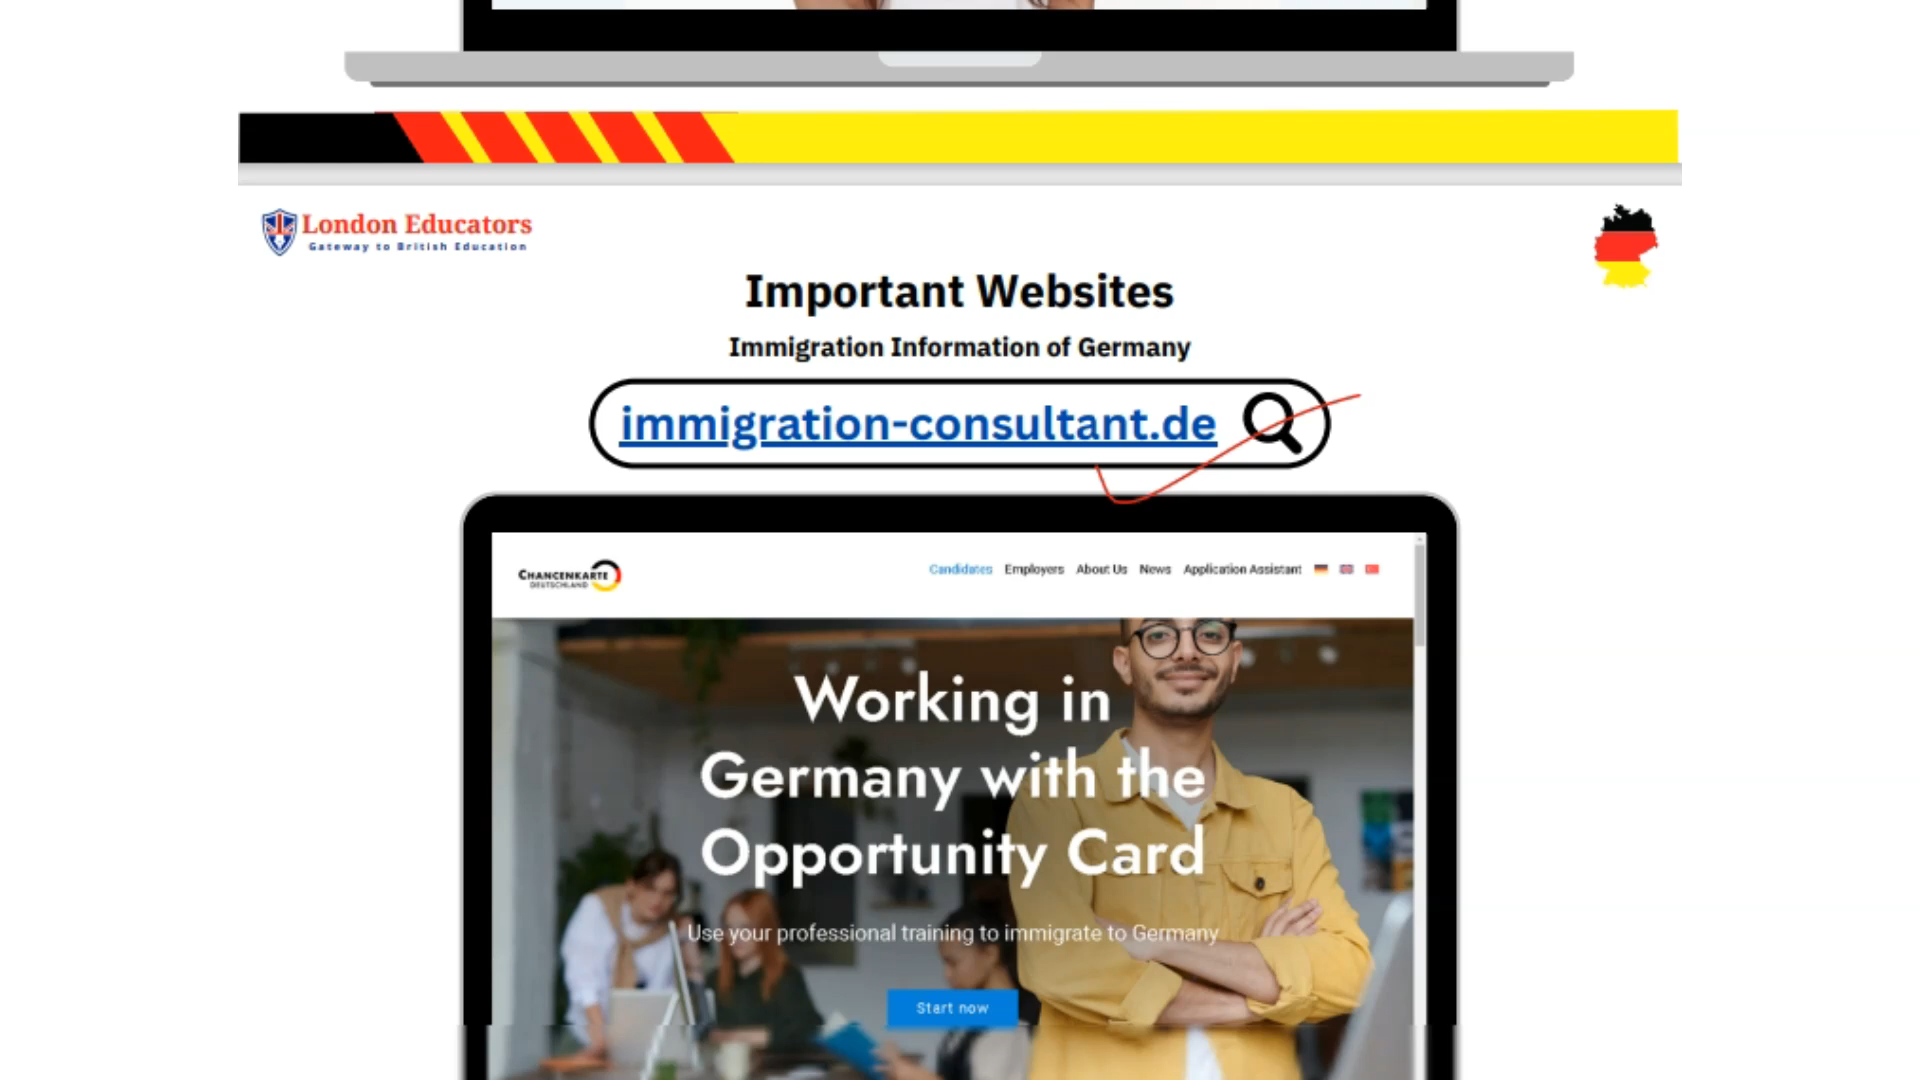 London Educators
Gateway to British Education
Important Websites
Immigration Information of Germany
immigration-consultant.de
CHANCENKARTE
DEUTSCHLAND
Candidates Employers About Us News Application Assistant
Working in
Germany with the
Opportunity Card
Use your professional training to immigrate to Germany
Start now